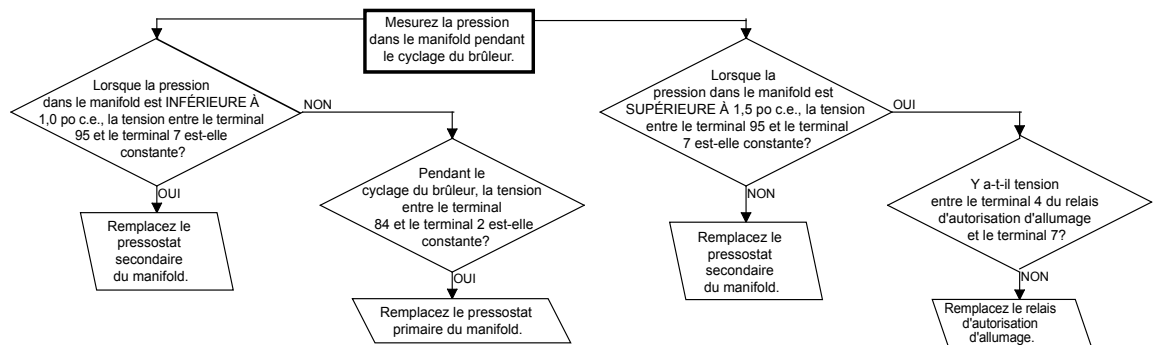 Mesurez la pression
dans le manifold pendant
le cyclage du brûleur.
Lorsque la pression
dans le manifold est INFÉRIEURE À
1,0 po c.e., la tension entre le terminal
95 et le terminal 7 est-elle
constante?
NON
OUI
Remplacez le
pressostat
secondaire
du manifold.
Pendant le
cyclage du brûleur, la tension
entre le terminal
84 et le terminal 2 est-elle
constante?
OUI
Remplacez le pressostat
primaire du manifold.
Lorsque la
pression dans le manifold est
SUPÉRIEURE À 1,5 po c.e., la tension
entre le terminal 95 et le terminal
7 est-elle constante?
OUI
NON
Remplacez le
pressostat
secondaire
du manifold.
Y a-t-il tension
entre le terminal 4 du relais
d'autorisation d'allumage
et le terminal 7?
NON
Remplacez le relais
d'autorisation
d'allumage.